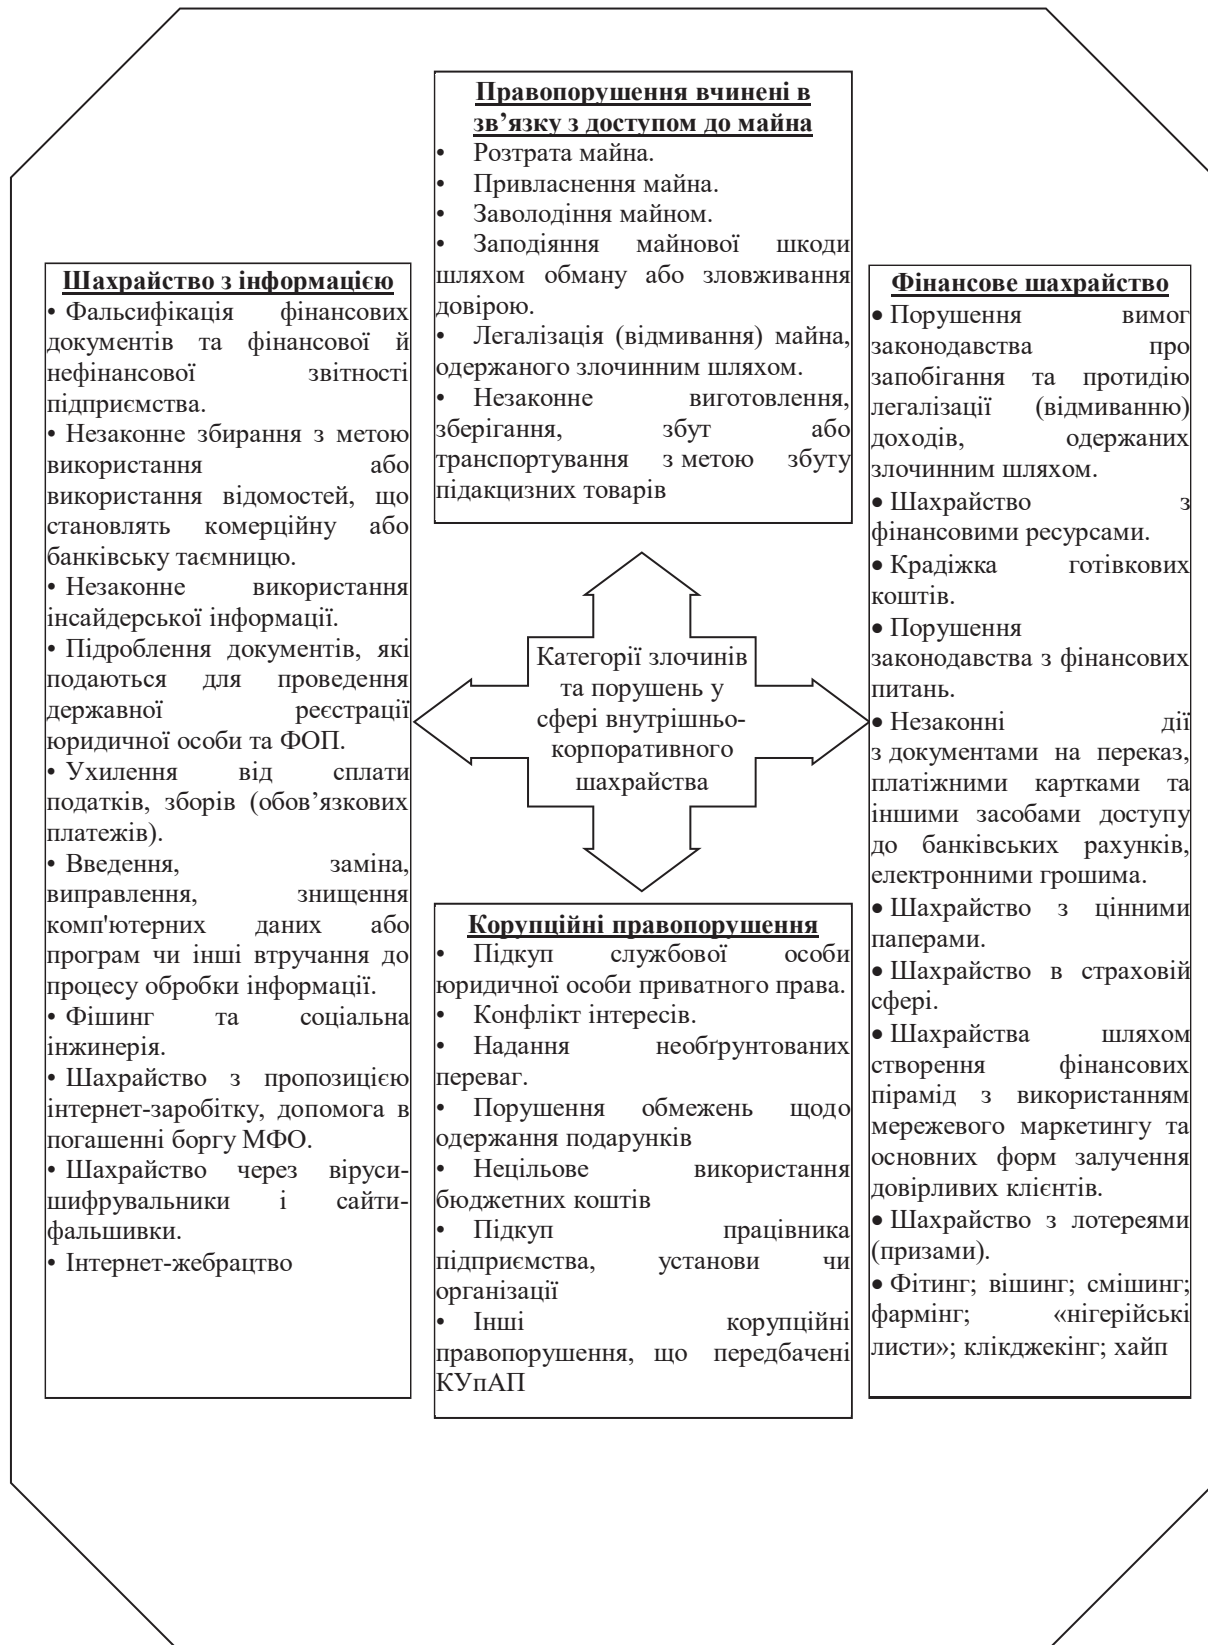 Правопорушення вчинені в
зв’язку з доступом до майна
• Розтрата майна.
• Привласнення майна.
• Заволодіння майном.
• Заподіяння майнової шкоди
шляхом обману або зловживання
довірою.
• Легалізація (відмивання) майна,
одержаного злочинним шляхом.
• Незаконне виготовлення,
зберігання, збут або
транспортування з метою збуту
підакцизних товарів
Шахрайство з інформацією
• Фальсифікація фінансових
документів та фінансової й
нефінансової звітності
підприємства.
• Незаконне збирання з метою
використання або
використання відомостей, що
становлять комерційну або
банківську таємницю.
• Незаконне використання
інсайдерської інформації.
• Підроблення документів, які
подаються для проведення
державної реєстрації
юридичної особи та ФОП.
• Ухилення від сплати
податків, зборів (обов’язкових
платежів).
• Введення, заміна,
виправлення, знищення
комп'ютерних даних або
програм чи інші втручання до
процесу обробки інформації.
• Фішинг та соціальна
інжинерія.
• Шахрайство з пропозицією
інтернет-заробітку, допомога в
погашенні боргу МФО.
• Шахрайство через віруси-
шифрувальники і сайти-
фальшивки.
• Інтернет-жебрацтво
Категорії злочинів
та порушень у
сфері внутрішньо-
корпоративного
шахрайства
Фінансове шахрайство
• Порушення вимог
законодавства про
запобігання та протидію
легалізації (відмиванню)
доходів, одержаних
злочинним шляхом.
• Шахрайство з
фінансовими ресурсами.
• Крадіжка готівкових
коштів.
• Порушення
законодавства з фінансових
питань.
• Незаконні дії
з документами на переказ,
платіжними картками та
іншими засобами доступу
до банківських рахунків,
електронними грошима.
• Шахрайство з цінними
паперами.
• Шахрайство в страховій
сфері.
• Шахрайства шляхом
створення фінансових
пірамід з використанням
мережевого маркетингу та
основних форм залучення
довірливих клієнтів.
• Шахрайство з лотереями
(призами).
• Фітинг; вішинг; смішинг;
фармінг; «нігерійські
листи»; клікджекінг; хайп
Корупційні правопорушення
• Підкуп службової особи
юридичної особи приватного права.
• Конфлікт інтересів.
• Надання необґрунтованих
переваг.
• Порушення обмежень щодо
одержання подарунків
• Нецільове використання
бюджетних коштів
• Підкуп працівника
підприємства, установи чи
організації
• Інші корупційні
правопорушення, що передбачені
КУпАП